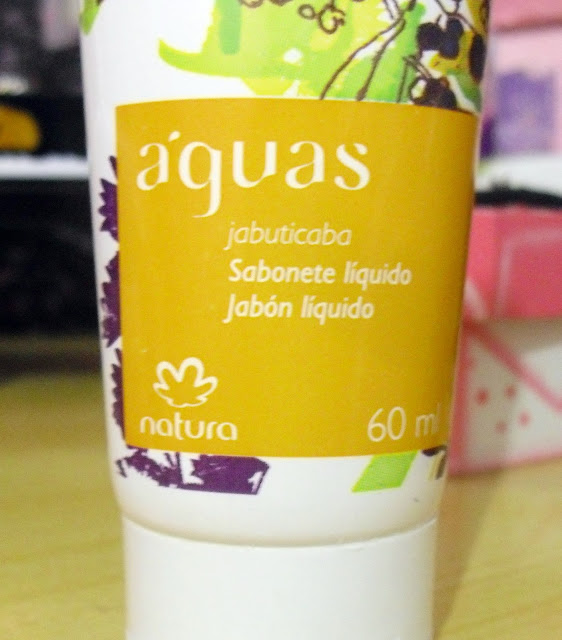 águas
jabuticaba
Sabonete líquido
Jabón líquido
natura
60 ml